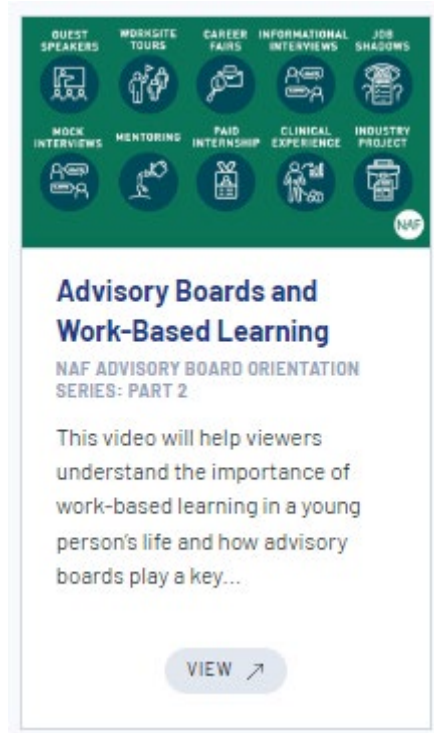 GUEST SPEAKERS WORKSITE TOURS CAREER FAIRS INFORMATIONAL INTERVIEWS JOB SHADOWS
MOCK INTERVIEWS MENTORING PAID INTERNSHIP CLINICAL EXPERIENCE INDUSTRY PROJECT
NAF
Advisory Boards and
Work-Based Learning
NAF ADVISORY BOARD ORIENTATION
SERIES: PART 2
This video will help viewers
understand the importance of
work-based learning in a young
person's life and how advisory
boards play a key...
VIEW ↗